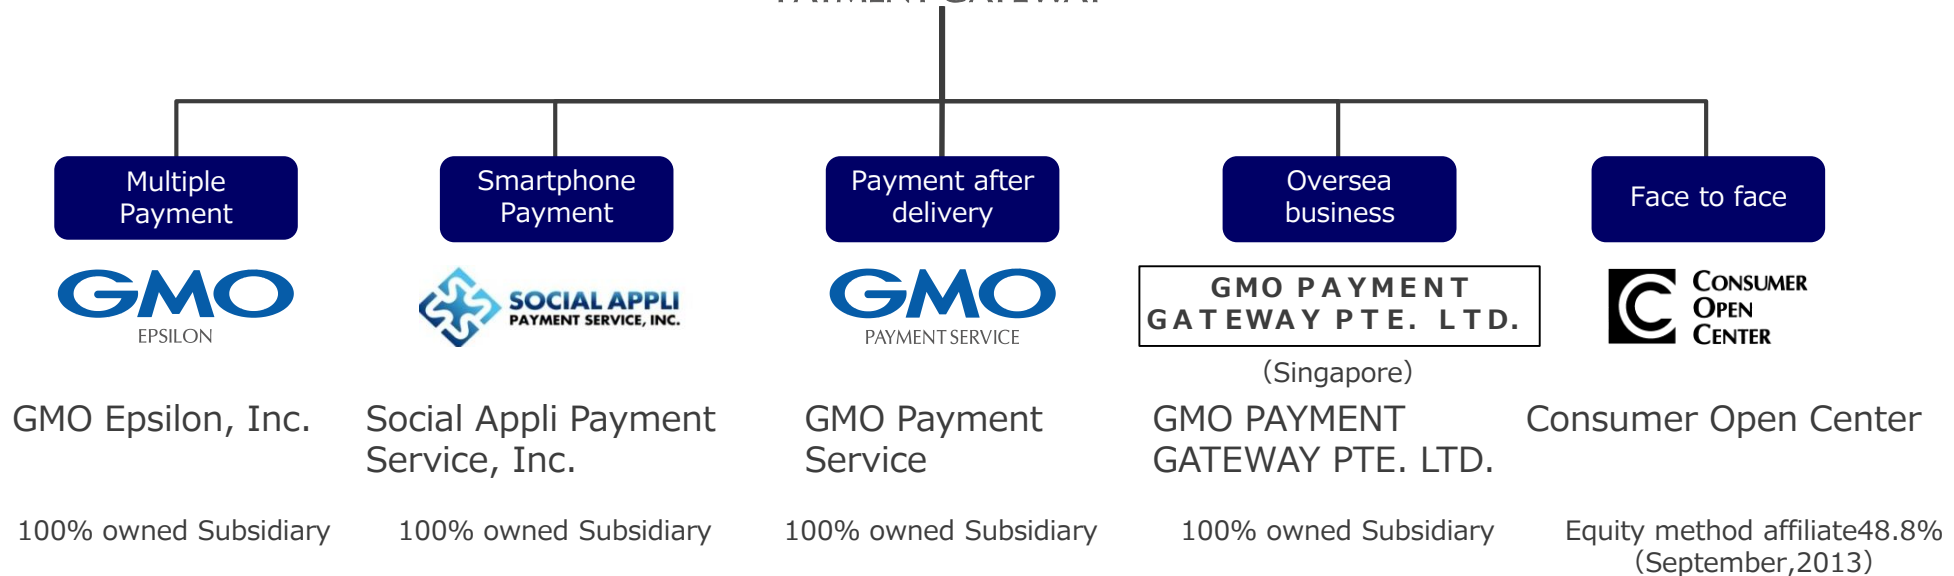 PAYMENT GATEWAY
Multiple
Payment
Smartphone
Payment
Payment after
delivery
Oversea
business
Face to face
GMO
EPSILON
SOCIAL APPLI
PAYMENT SERVICE, INC.
GMO
PAYMENT SERVICE
GMO PAYMENT
GATEWAY PTE. LTD.
（Singapore）
CONSUMER
OPEN
CENTER
GMO Epsilon, Inc.
Social Appli Payment
Service, Inc.
GMO Payment
Service
GMO PAYMENT
GATEWAY PTE. LTD.
Consumer Open Center
100% owned Subsidiary
100% owned Subsidiary
100% owned Subsidiary
100% owned Subsidiary
Equity method affiliate48.8%
（September,2013）